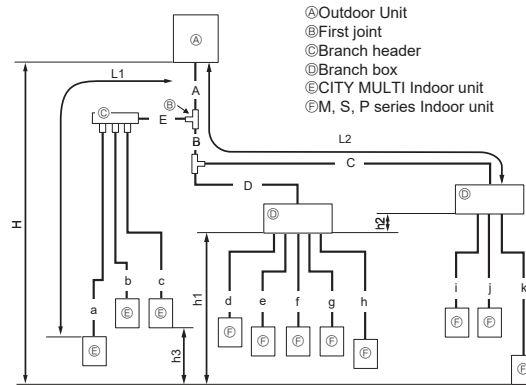 ⒶOutdoor Unit
ⒷFirst joint
ⒸBranch header
ⒹBranch box
ⒺCITY MULTI Indoor unit
ⒻM, S, P series Indoor unit
Ⓐ
L1
A
Ⓑ
Ⓒ
E
B
L2
C
D
H
Ⓓ
Ⓓ
h2
h1
a
b
c
d
e
f
g
h
i
j
k
Ⓔ
Ⓔ
Ⓔ
Ⓕ
Ⓕ
Ⓕ
Ⓕ
Ⓕ
Ⓕ
Ⓕ
Ⓕ
h3